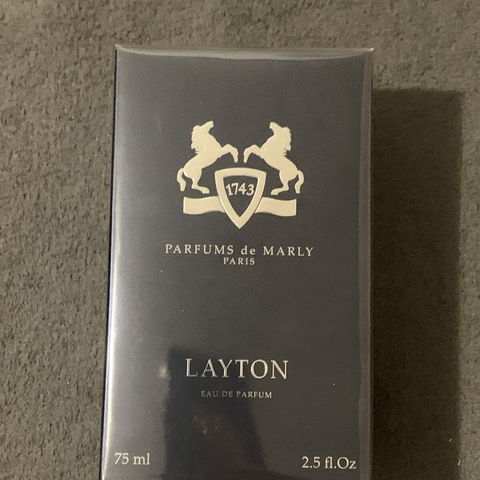 1743
PARFUMS de MARLY
PARIS
LAYTON
EAU DE PARFUM
75 ml 2.5 fl.Oz